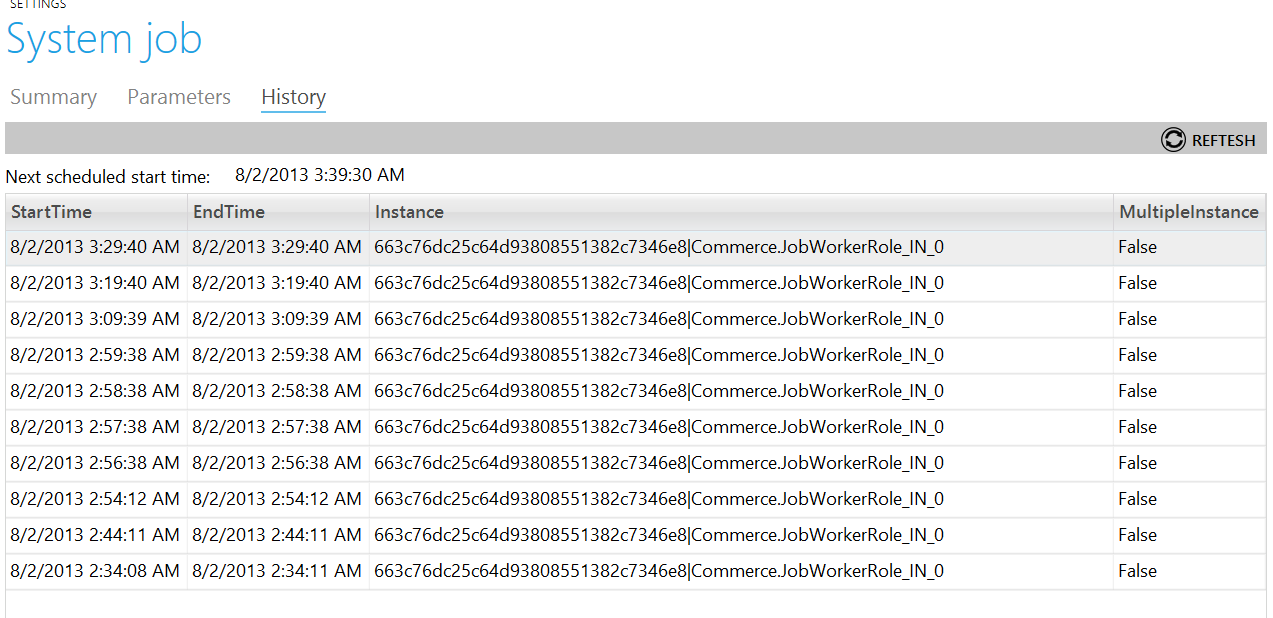 SETTINGS
System job
Summary Parameters History
REFTESH
Next scheduled start time: 8/2/2013 3:39:30 AM
StartTime EndTime Instance MultipleInstance
8/2/2013 3:29:40 AM 8/2/2013 3:29:40 AM 663c76dc25c64d93808551382c7346e8|Commerce.JobWorkerRole_IN_0 False
8/2/2013 3:19:40 AM 8/2/2013 3:19:40 AM 663c76dc25c64d93808551382c7346e8|Commerce.JobWorkerRole_IN_0 False
8/2/2013 3:09:39 AM 8/2/2013 3:09:39 AM 663c76dc25c64d93808551382c7346e8|Commerce.JobWorkerRole_IN_0 False
8/2/2013 2:59:38 AM 8/2/2013 2:59:38 AM 663c76dc25c64d93808551382c7346e8|Commerce.JobWorkerRole_IN_0 False
8/2/2013 2:58:38 AM 8/2/2013 2:58:38 AM 663c76dc25c64d93808551382c7346e8|Commerce.JobWorkerRole_IN_0 False
8/2/2013 2:57:38 AM 8/2/2013 2:57:38 AM 663c76dc25c64d93808551382c7346e8|Commerce.JobWorkerRole_IN_0 False
8/2/2013 2:56:38 AM 8/2/2013 2:56:38 AM 663c76dc25c64d93808551382c7346e8|Commerce.JobWorkerRole_IN_0 False
8/2/2013 2:54:12 AM 8/2/2013 2:54:12 AM 663c76dc25c64d93808551382c7346e8|Commerce.JobWorkerRole_IN_0 False
8/2/2013 2:44:11 AM 8/2/2013 2:44:11 AM 663c76dc25c64d93808551382c7346e8|Commerce.JobWorkerRole_IN_0 False
8/2/2013 2:34:08 AM 8/2/2013 2:34:11 AM 663c76dc25c64d93808551382c7346e8|Commerce.JobWorkerRole_IN_0 False